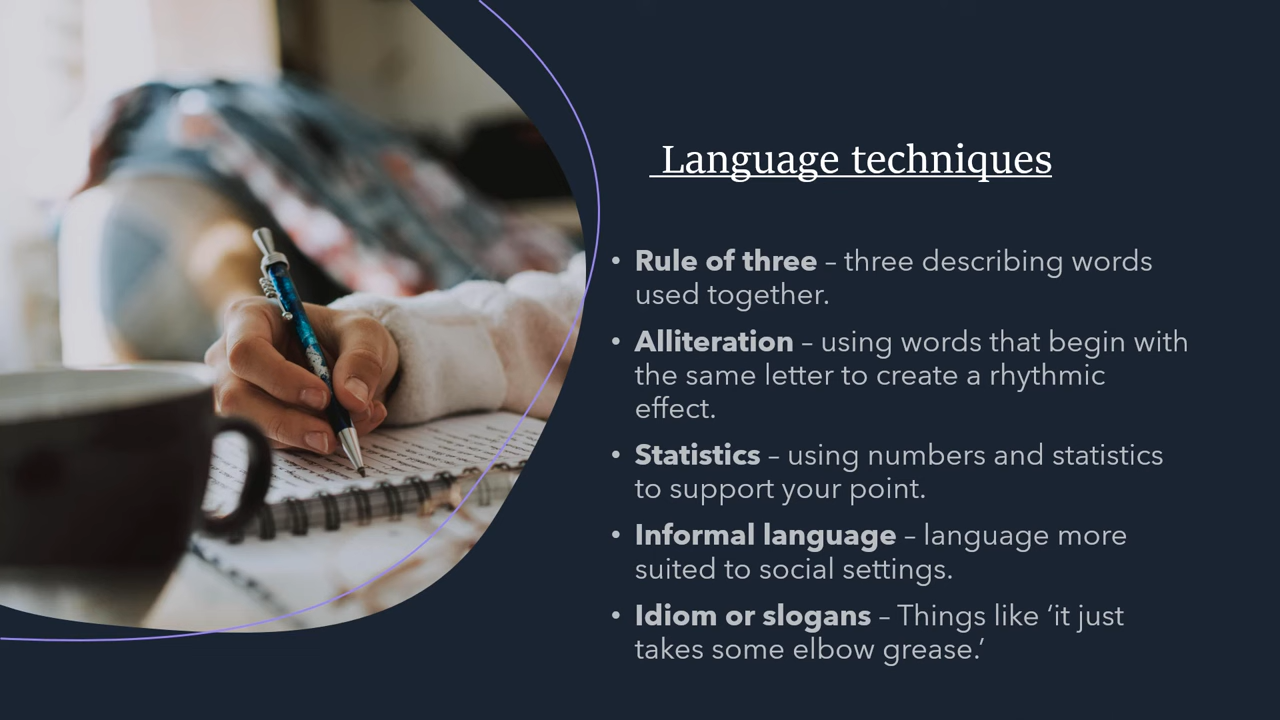 Language techniques
• Rule of three – three describing words
used together.
• Alliteration – using words that begin with
the same letter to create a rhythmic
effect.
• Statistics – using numbers and statistics
to support your point.
• Informal language – language more
suited to social settings.
• Idiom or slogans – Things like ‘it just
takes some elbow grease.’